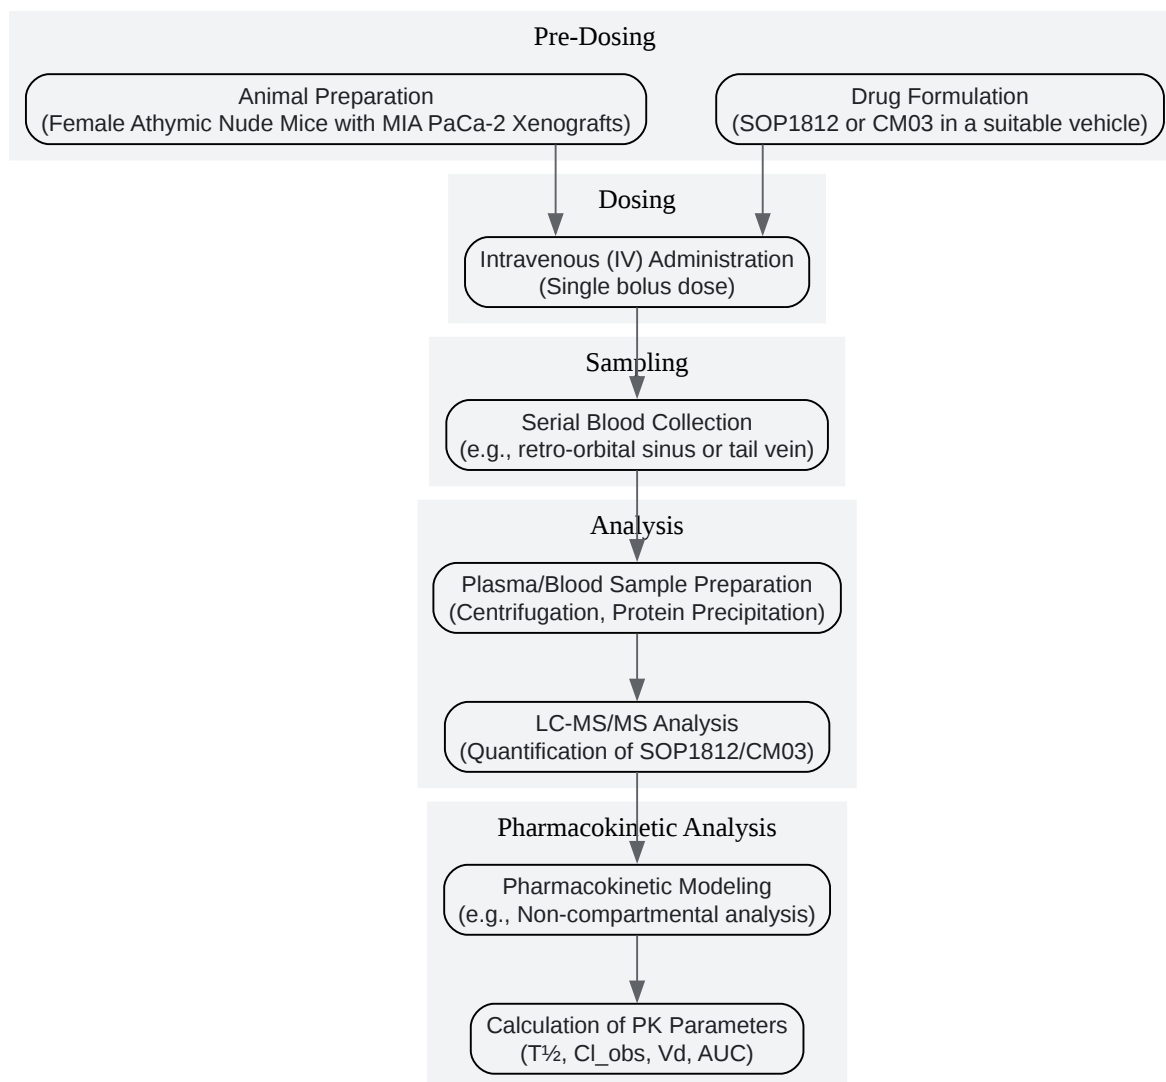 Pre-Dosing
Animal Preparation
(Female Athymic Nude Mice with MIA PaCa-2 Xenografts)
Drug Formulation
(SOP1812 or CM03 in a suitable vehicle)
Dosing
Intravenous (IV) Administration
(Single bolus dose)
Sampling
Serial Blood Collection
(e.g., retro-orbital sinus or tail vein)
Analysis
Plasma/Blood Sample Preparation
(Centrifugation, Protein Precipitation)
LC-MS/MS Analysis
(Quantification of SOP1812/CM03)
Pharmacokinetic Analysis
Pharmacokinetic Modeling
(e.g., Non-compartmental analysis)
Calculation of PK Parameters
(T½, Cl_obs, Vd, AUC)